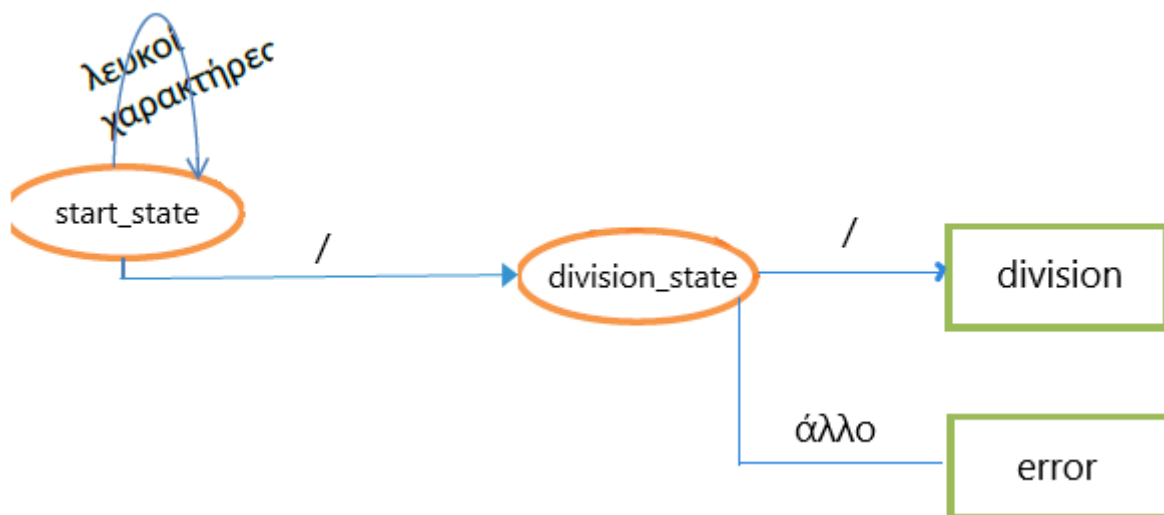 λευκοί
χαρακτήρες
start_state
/
division_state
/
division
άλλο
error